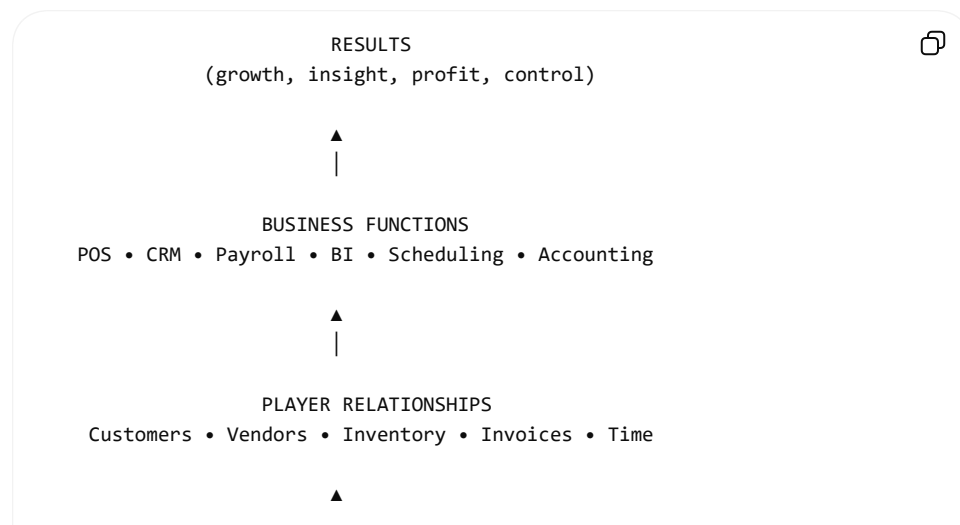 RESULTS
(growth, insight, profit, control)
▲
│
BUSINESS FUNCTIONS
POS • CRM • Payroll • BI • Scheduling • Accounting
▲
│
PLAYER RELATIONSHIPS
Customers • Vendors • Inventory • Invoices • Time
▲